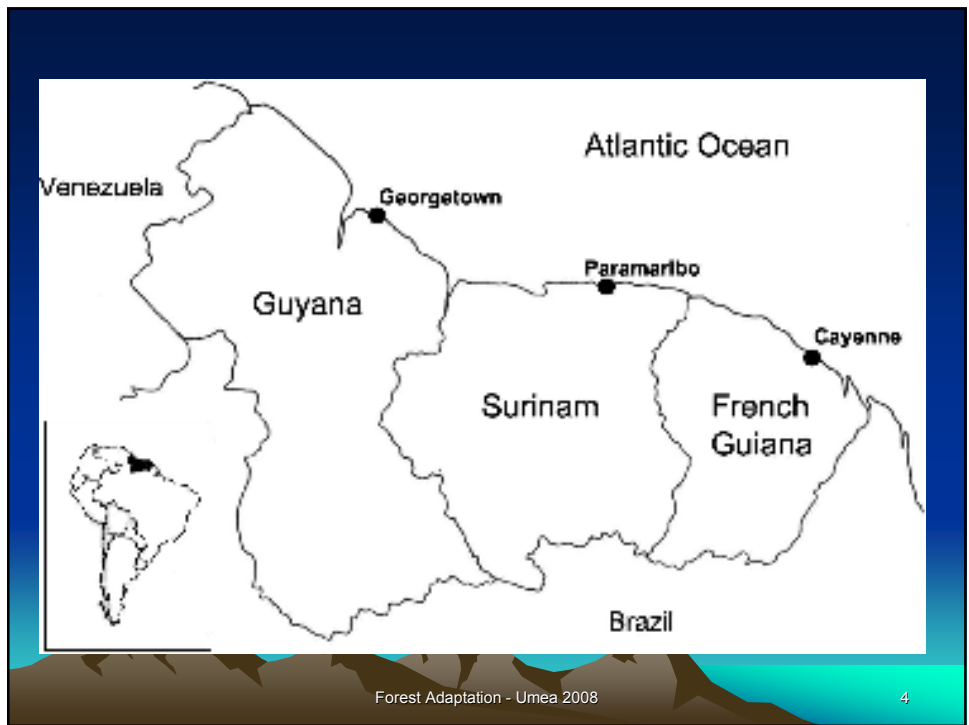 Atlantic Ocean
Venezuela
Georgetown
Paramaribo
Guyana
Cayenne
Surinam
French
Guiana
Brazil
Forest Adaptation - Umea 2008
4